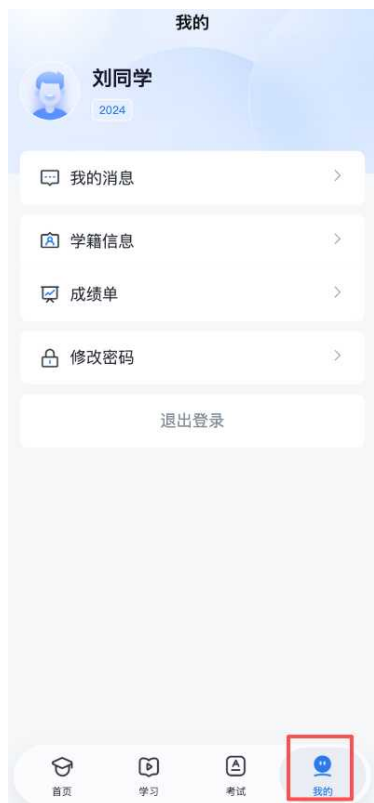 我的
刘同学
2024
我的消息
学籍信息
成绩单
修改密码
退出登录
首页
学习
考试
我的